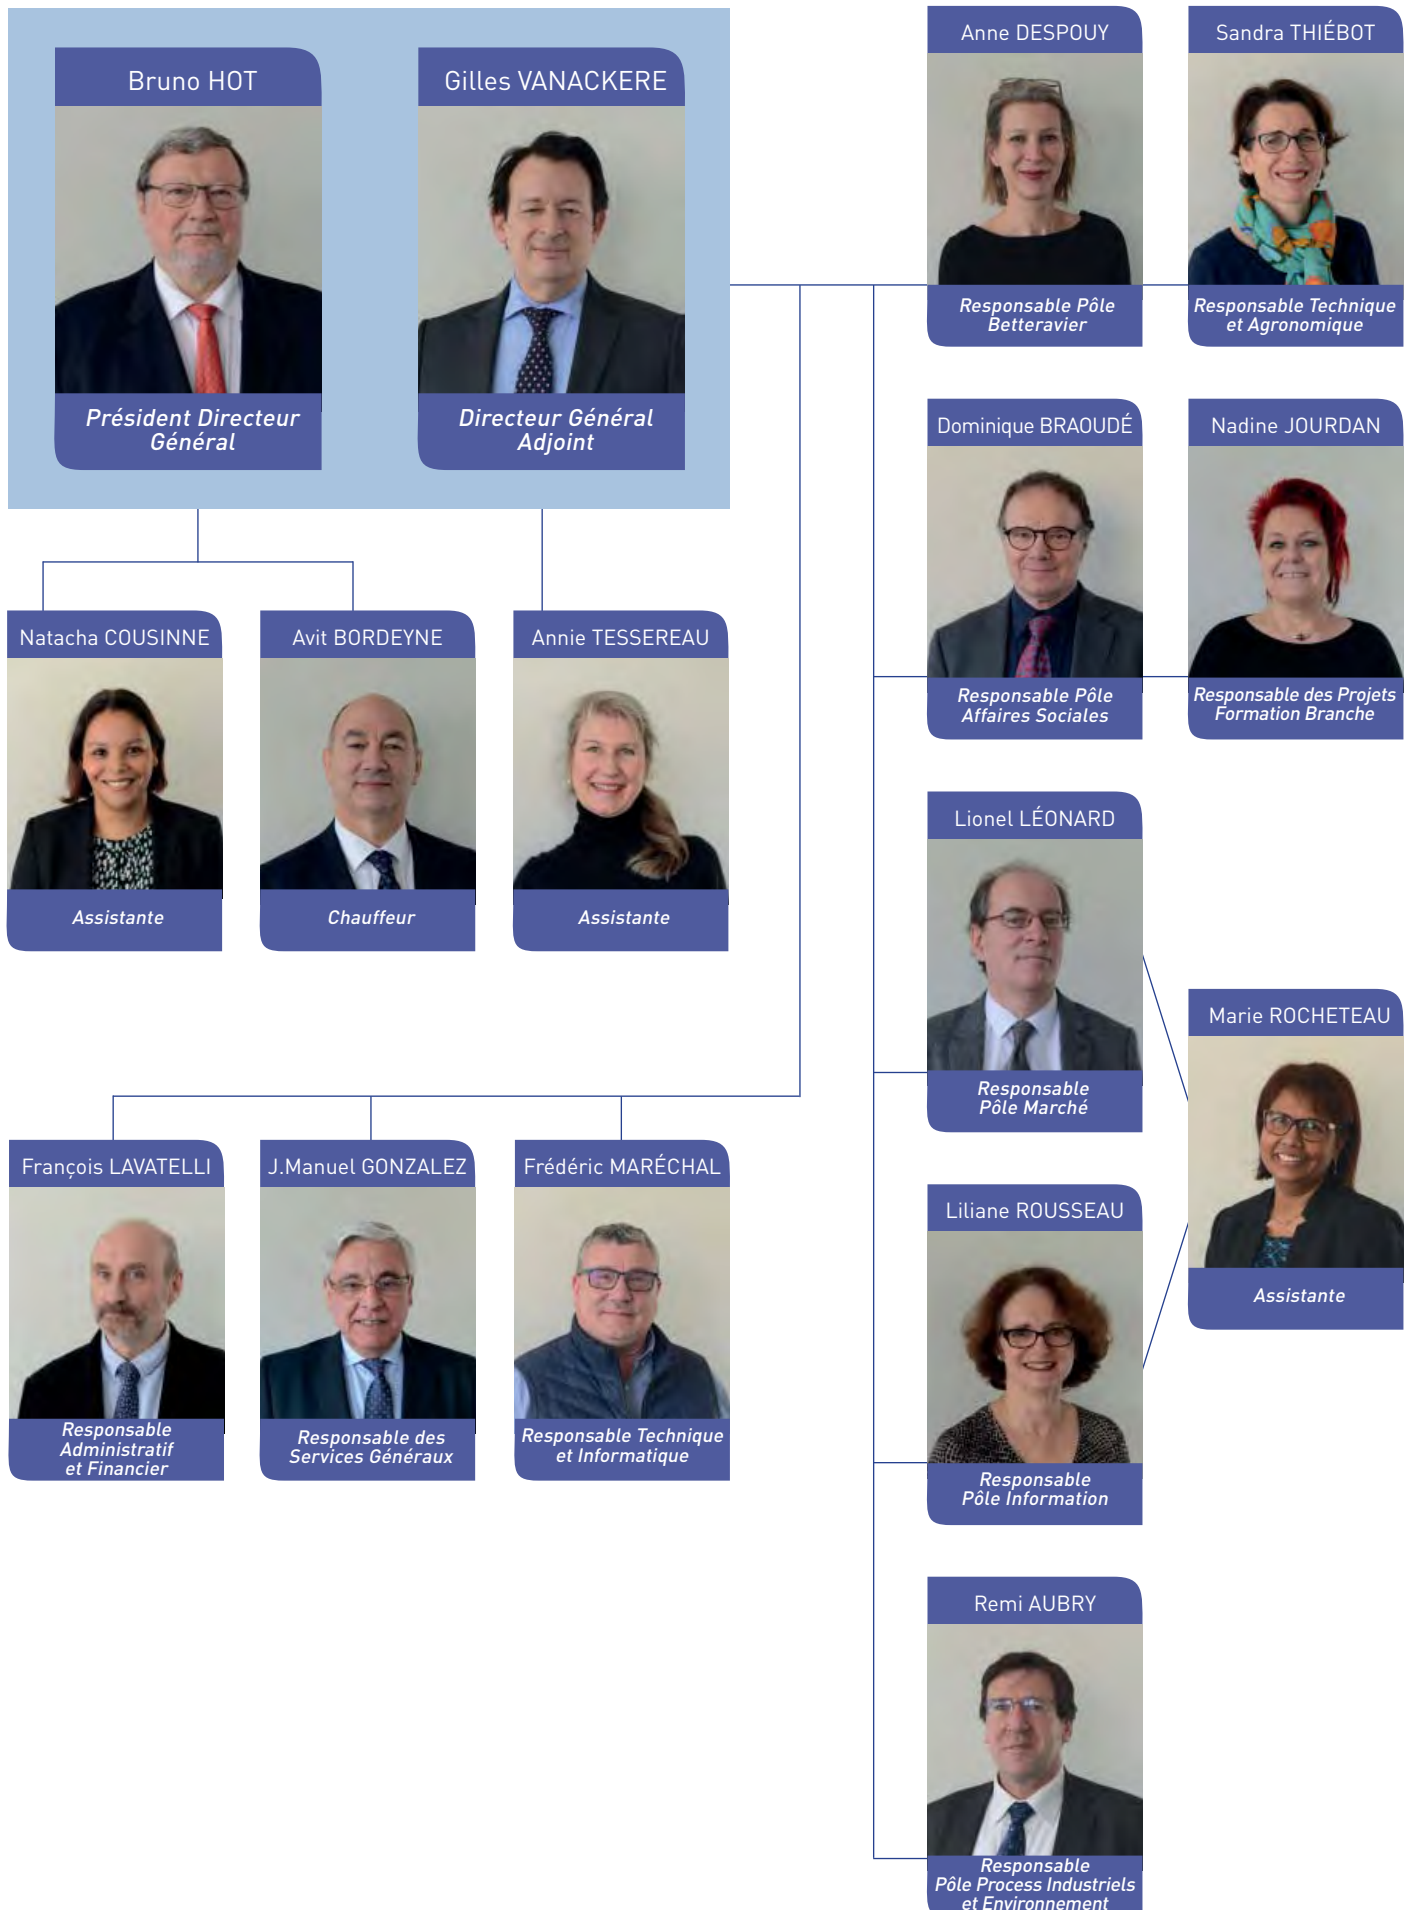 Bruno HOT
Président Directeur
Général
Gilles VANACKERE
Directeur Général
Adjoint
Natacha COUSINNE
Assistante
Avit BORDEYNE
Chauffeur
Annie TESSEREAU
Assistante
François LAVATELLI
Responsable
Administratif
et Financier
J.Manuel GONZALEZ
Responsable des
Services Généraux
Frédéric MARÉCHAL
Responsable Technique
et Informatique
Anne DESPOUY
Responsable Pôle
Betteravier
Sandra THIÉBOT
Responsable Technique
et Agronomique
Dominique BRAOUDÉ
Responsable Pôle
Affaires Sociales
Nadine JOURDAN
Responsable des Projets
Formation Branche
Lionel LÉONARD
Responsable
Pôle Marché
Marie ROCHETEAU
Assistante
Liliane ROUSSEAU
Responsable
Pôle Information
Remi AUBRY
Responsable
Pôle Process Industriels
et Environnement